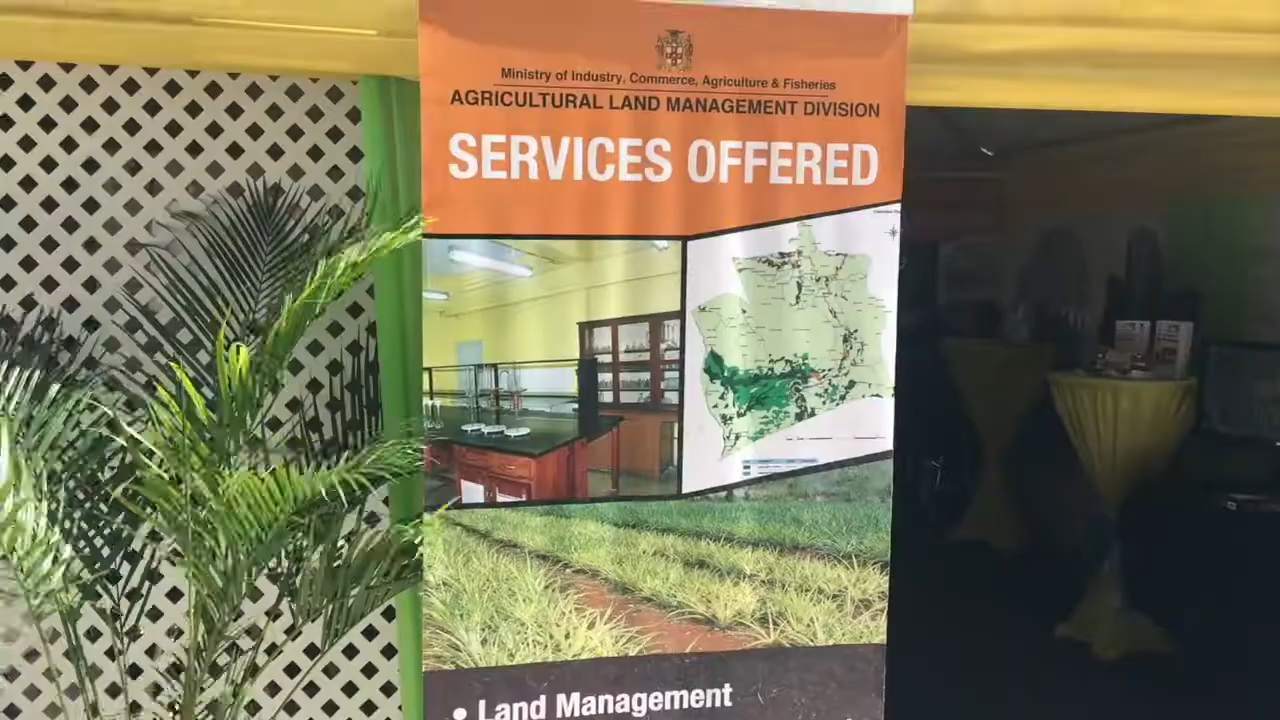 Ministry of Industry, Commerce, Agriculture & Fisheries
AGRICULTURAL LAND MANAGEMENT DIVISION
SERVICES OFFERED
• Land Management